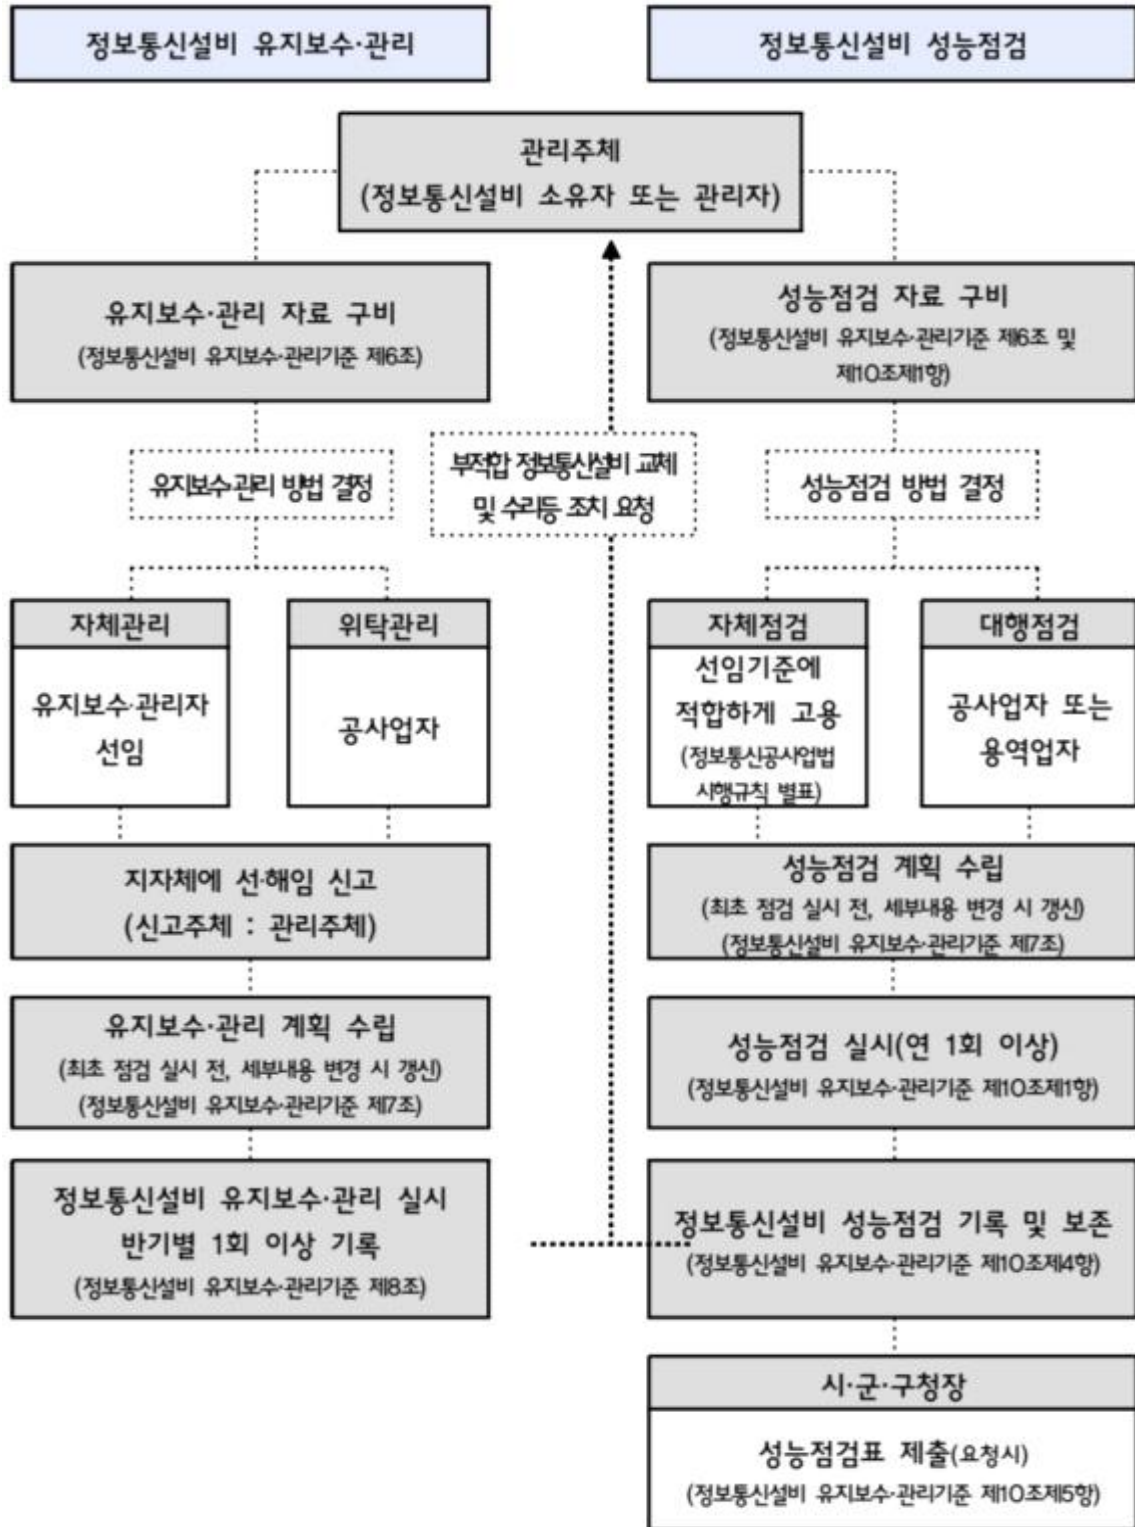 정보통신설비 유지보수·관리
정보통신설비 성능점검
관리주체
(정보통신설비 소유자 또는 관리자)
유지보수·관리 자료 구비
(정보통신설비 유지보수·관리기준 제6조)
성능점검 자료 구비
(정보통신설비 유지보수·관리기준 제6조 및
제10조제1항)
유지보수·관리 방법 결정
부적합 정보통신설비 교체
및 수리등 조치 요청
성능점검 방법 결정
자체관리
유지보수·관리자
선임
위탁관리
공사업자
자체점검
선임기준에
적합하게 고용
(정보통신공사업법
시행규칙 별표)
대행점검
공사업자 또는
용역업자
지자체에 선·해임 신고
(신고주체 : 관리주체)
성능점검 계획 수립
(최초 점검 실시 전, 세부내용 변경 시 갱신)
(정보통신설비 유지보수·관리기준 제7조)
유지보수·관리 계획 수립
(최초 점검 실시 전, 세부내용 변경 시 갱신)
(정보통신설비 유지보수·관리기준 제7조)
성능점검 실시(연 1회 이상)
(정보통신설비 유지보수·관리기준 제10조제1항)
정보통신설비 유지보수·관리 실시
반기별 1회 이상 기록
(정보통신설비 유지보수·관리기준 제8조)
정보통신설비 성능점검 기록 및 보존
(정보통신설비 유지보수·관리기준 제10조제4항)
시·군·구청장
성능점검표 제출(요청시)
(정보통신설비 유지보수·관리기준 제10조제5항)